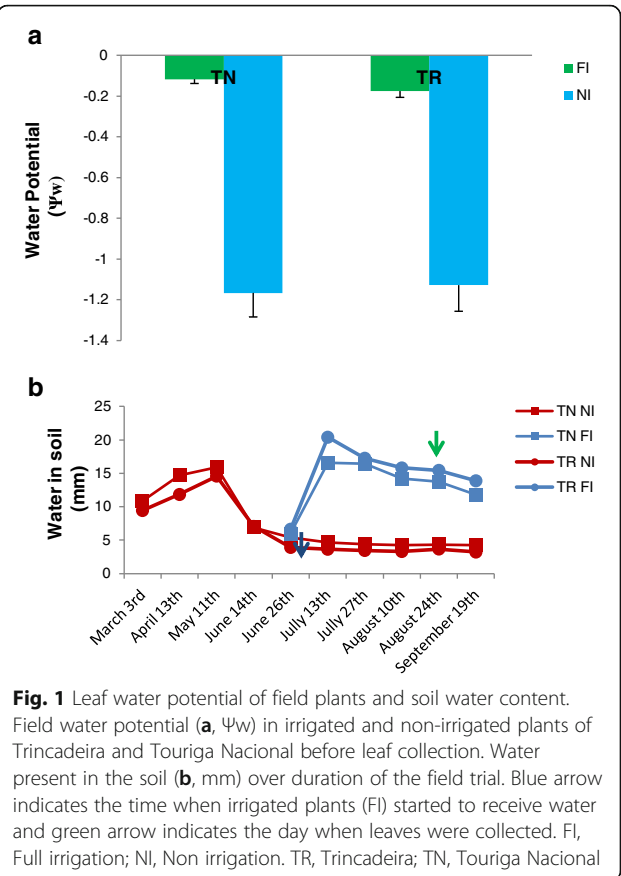 a
0
-0.2
-0.4
-0.6
-0.8
-1
-1.2
-1.4
Water Potential
(Ψw)
TN
TR
FI
NI
b
25
20
15
10
5
0
Water in soil
(mm)
March 3rd
April 13th
May 11th
June 14th
June 26th
Jully 13th
Jully 27th
August 10th
August 24th
September 19th
TN NI
TN FI
TR NI
TR FI
Fig. 1 Leaf water potential of field plants and soil water content.
Field water potential (a, Ψw) in irrigated and non-irrigated plants of
Trincadeira and Touriga Nacional before leaf collection. Water
present in the soil (b, mm) over duration of the field trial. Blue arrow
indicates the time when irrigated plants (FI) started to receive water
and green arrow indicates the day when leaves were collected. FI,
Full irrigation; NI, Non irrigation. TR, Trincadeira; TN, Touriga Nacional